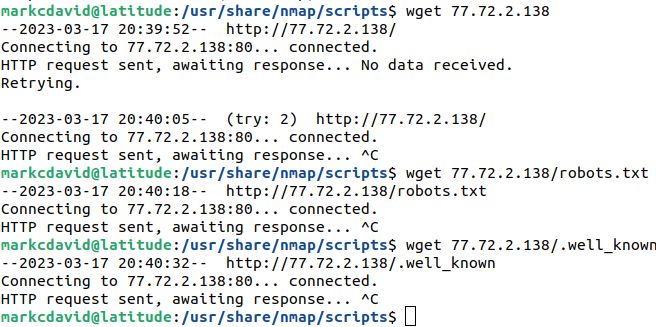 markcdavid@latitude:/usr/share/nmap/scripts$ wget 77.72.2.138
--2023-03-17 20:39:52--  http://77.72.2.138/
Connecting to 77.72.2.138:80... connected.
HTTP request sent, awaiting response... No data received.
Retrying.

--2023-03-17 20:40:05--  (try: 2)  http://77.72.2.138/
Connecting to 77.72.2.138:80... connected.
HTTP request sent, awaiting response... ^C
markcdavid@latitude:/usr/share/nmap/scripts$ wget 77.72.2.138/robots.txt
--2023-03-17 20:40:18--  http://77.72.2.138/robots.txt
Connecting to 77.72.2.138:80... connected.
HTTP request sent, awaiting response... ^C
markcdavid@latitude:/usr/share/nmap/scripts$ wget 77.72.2.138/.well_known
--2023-03-17 20:40:32--  http://77.72.2.138/.well_known
Connecting to 77.72.2.138:80... connected.
HTTP request sent, awaiting response... ^C
markcdavid@latitude:/usr/share/nmap/scripts$